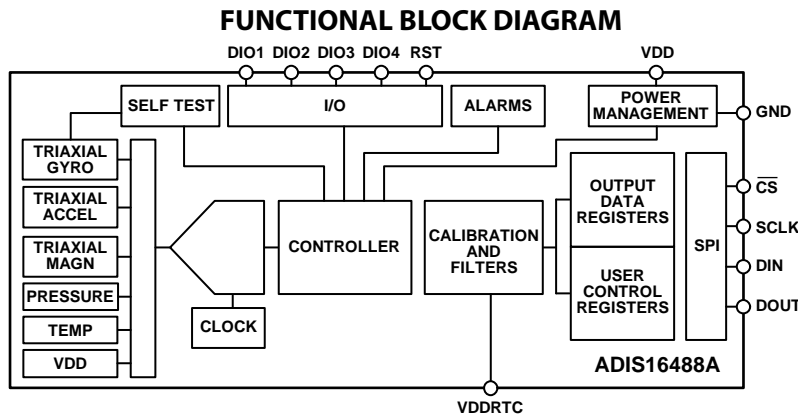 FUNCTIONAL BLOCK DIAGRAM
DIO1 DIO2 DIO3 DIO4 RST
VDD
SELF TEST
I/O
ALARMS
POWER
MANAGEMENT
GND
TRIAXIAL
GYRO
TRIAXIAL
ACCEL
TRIAXIAL
MAGN
PRESSURE
TEMP
VDD
CLOCK
CONTROLLER
CALIBRATION
AND
FILTERS
OUTPUT
DATA
REGISTERS
USER
CONTROL
REGISTERS
SPI
CS
SCLK
DIN
DOUT
ADIS16488A
VDDRTC